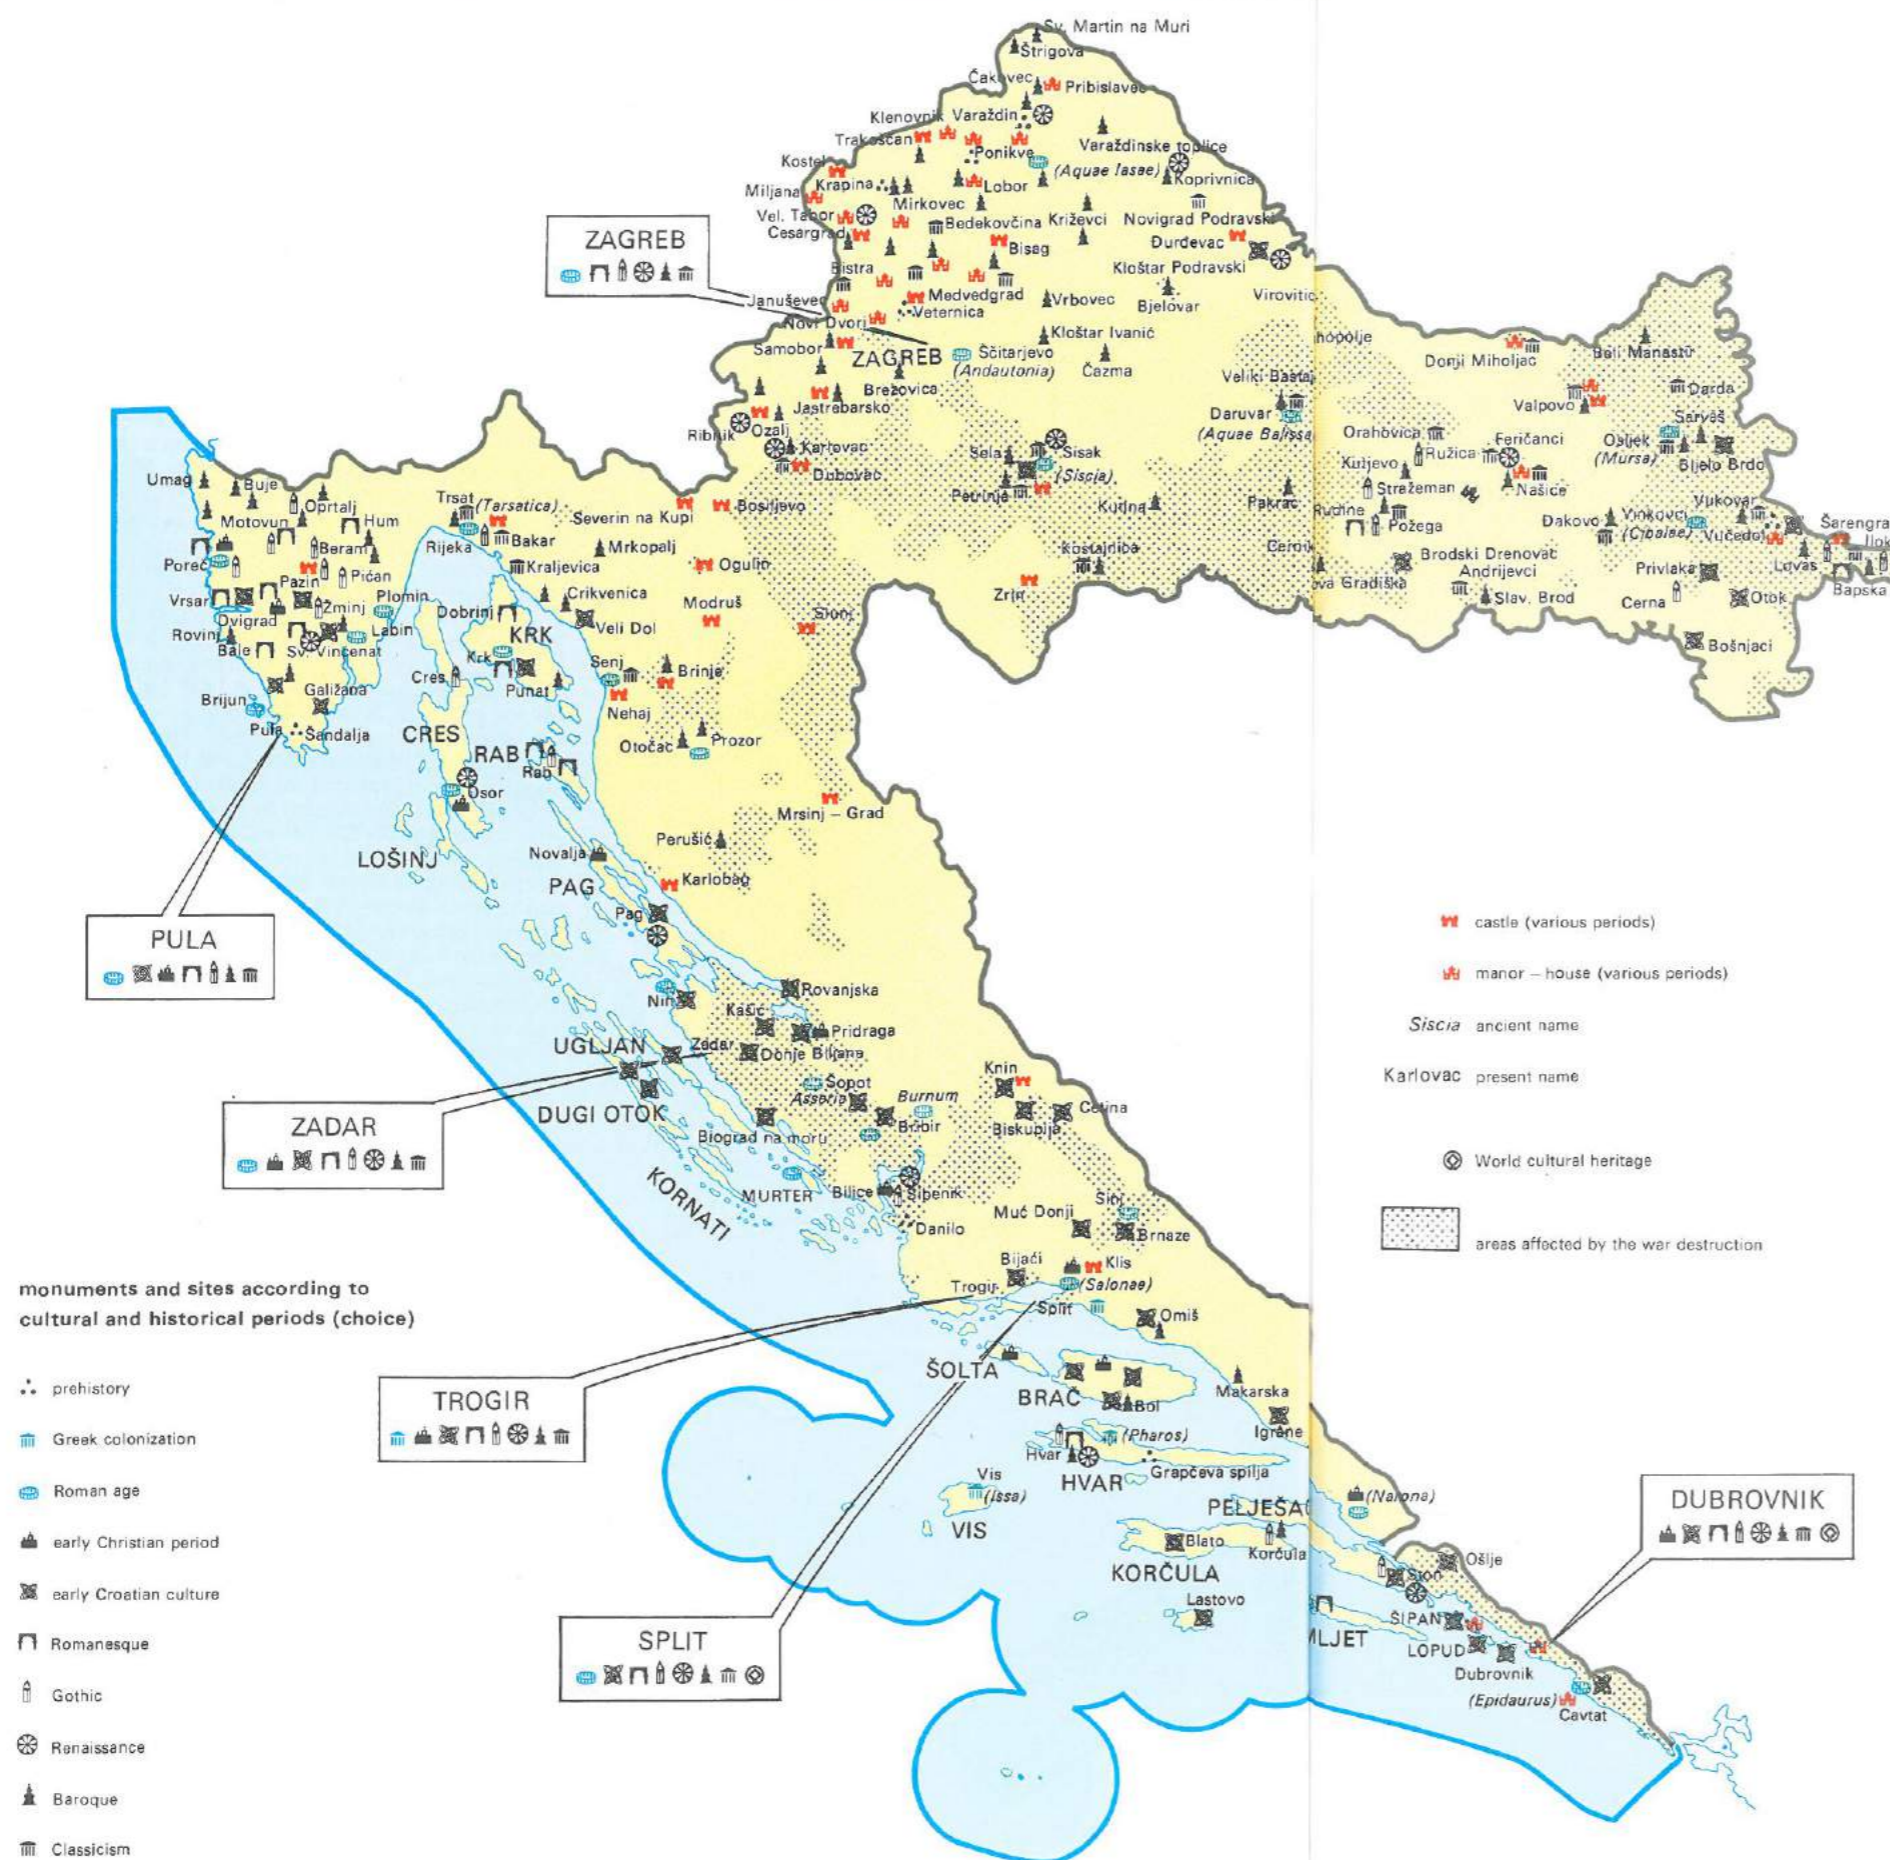 Sv. Martin na Muri
Štrigova
Čakovec
Pribislavec
Klenovnik
Varaždin
Trakošćan
Ponikve
Varaždinske toplice
(Aquae Iasae)
Kostel
Krapina
Lobor
Koprivnica
Miljana
Mirkovec
Vel. Tabor
Bedekovčina
Križevci
Novigrad Podravski
Cesargrad
Bisag
Đurđevac
ZAGREB
Bistra
Kloštar Podravski
Medvedgrad
Vrbovec
Bjelovar
Virovitic
Januševec
Veternica
Novi Dvori
Kloštar Ivanić
hopolje
Samobor
ZAGREB
Ščitarjevo
(Andautonia)
Čazma
Donji Miholjac
Beli Manastir
Brezovica
Veliki Bastaj
Darda
Jastrebarsko
Daruvar
(Aquae Balissa
Valpovo
Sarvaš
Ribnik
Ozalj
Orahovica
Feričanci
Osijek
(Mursa)
Karlovac
Sela
Sisak
(Siscia)
Ružica
Bijelo Brdo
Dubovac
Kutjevo
Umag
Buje
Petrinja
Stražeman
Našice
Oprtalj
Trsat
(Tarsatica)
Bosiljevo
Kutina
Pakrac
Rudine
Vukovar
Motovun
Hum
Severin na Kupi
Požega
Đakovo
Vinkovci
(Cibalae)
Vučedol
Šarengra
Beram
Rijeka
Bakar
Mrkopalj
Kostajnica
Cernik
Brodski Drenovac
Ilok
Poreč
Pazin
Pićan
Kraljevica
Ogulin
Andrijevci
Privlaka
Lovas
Vrsar
Žminj
Plomin
Crikvenica
Zrin
va Gradiška
Slav. Brod
Cerna
Otok
Bapska
Dvigrad
Dobrinj
Modruš
Slunj
Rovinj
Labin
KRK
Veli Dol
Bošnjaci
Bale
Sv. Vinčenat
Krk
Senj
Brinje
Cres
Punat
Galižana
Brijun
Nehaj
Pula
Šandalja
CRES
Otočac
Prozor
RAB
Rab
Osor
Mrsinj – Grad
Perušić
LOŠINJ
Novalja
PAG
Karlobag
Pag
PULA
castle (various periods)
manor – house (various periods)
Siscia ancient name
Karlovac present name
World cultural heritage
areas affected by the war destruction
Rovanjska
Nin
Kašić
Pridraga
UGLJAN
Zadar
Donje Biljane
Knin
Šopot
Asseria
Burnum
Cetina
ZADAR
DUGI OTOK
Bribir
Biskupija
Biograd na moru
KORNATI
MURTER
Bilice
Šibenik
Sinj
Muć Donji
Danilo
Brnaze
Bijaći
Klis
(Salonae)
Trogir
Split
Omiš
monuments and sites according to
cultural and historical periods (choice)
prehistory
Greek colonization
Roman age
early Christian period
early Croatian culture
Romanesque
Gothic
Renaissance
Baroque
Classicism
TROGIR
ŠOLTA
BRAČ
Bol
Makarska
Igrane
(Pharos)
Hvar
Grapčeva spilja
HVAR
Vis
(Issa)
VIS
PELJEŠAC
(Narona)
DUBROVNIK
Blato
Korčula
Ošlje
KORČULA
Ston
Lastovo
ŠIPAN
SPLIT
MLJET
LOPUD
Dubrovnik
(Epidaurus)
Cavtat